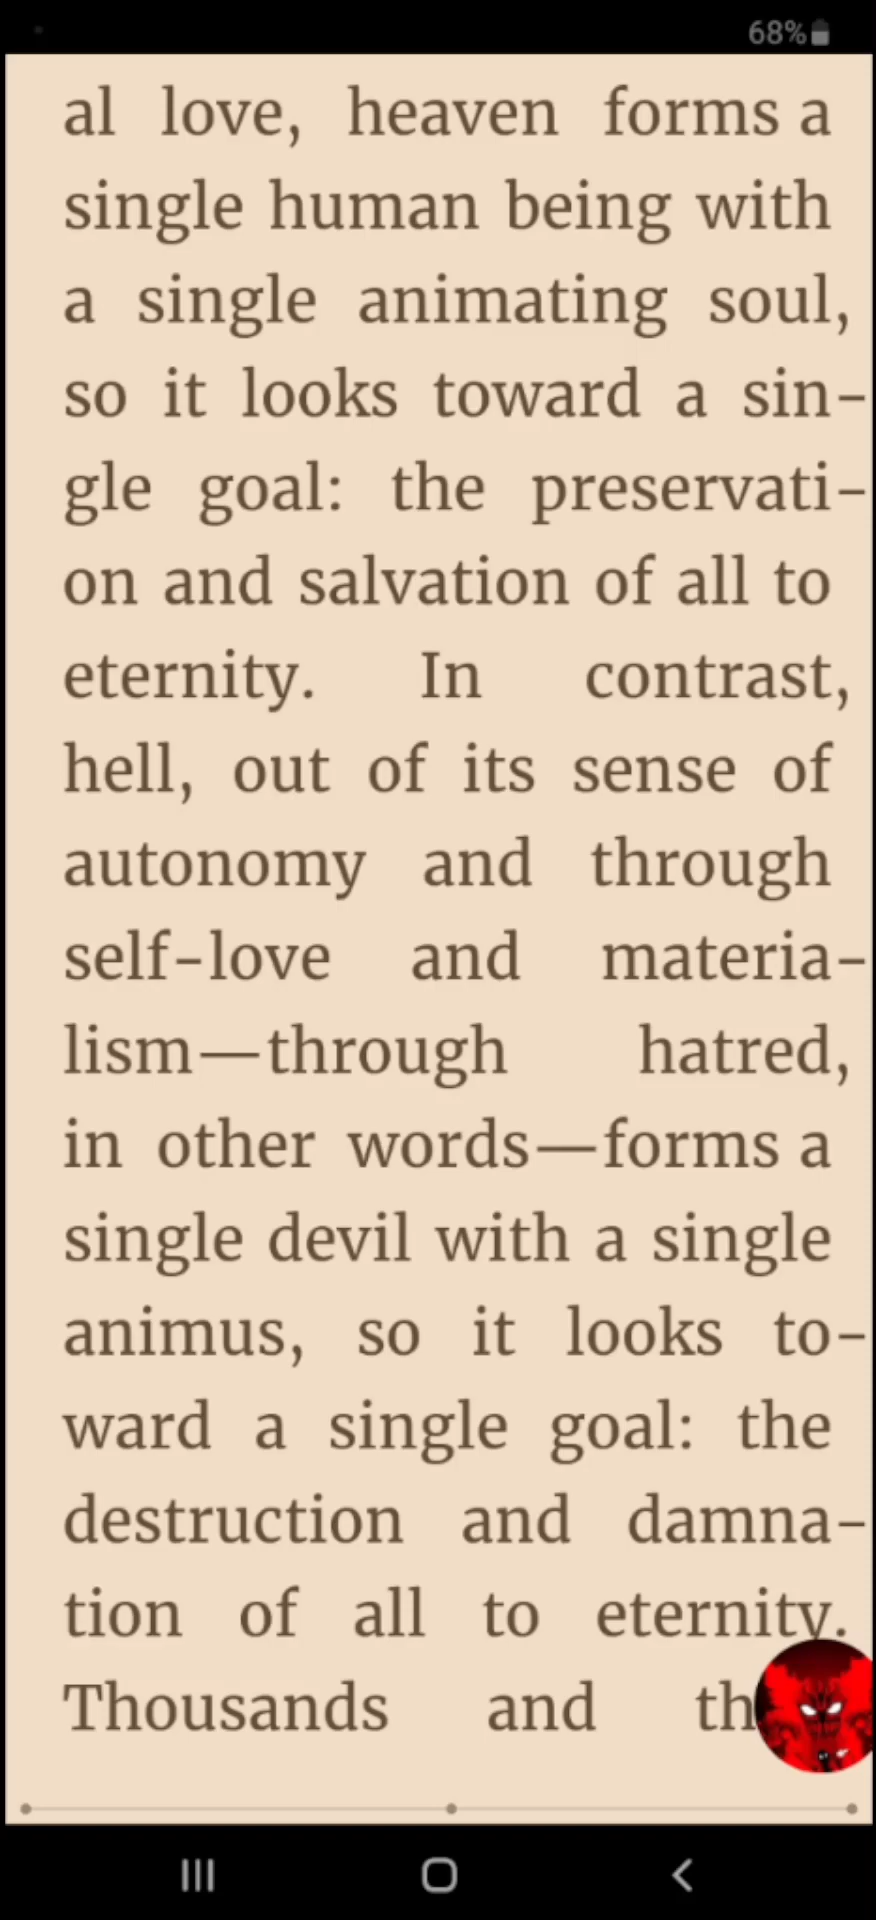 68%
al love, heaven forms a
single human being with
a single animating soul,
so it looks toward a sin-
gle goal: the preservati-
on and salvation of all to
eternity. In contrast,
hell, out of its sense of
autonomy and through
self-love and materia-
lism—through hatred,
in other words—forms a
single devil with a single
animus, so it looks to-
ward a single goal: the
destruction and damna-
tion of all to eternity.
Thousands and